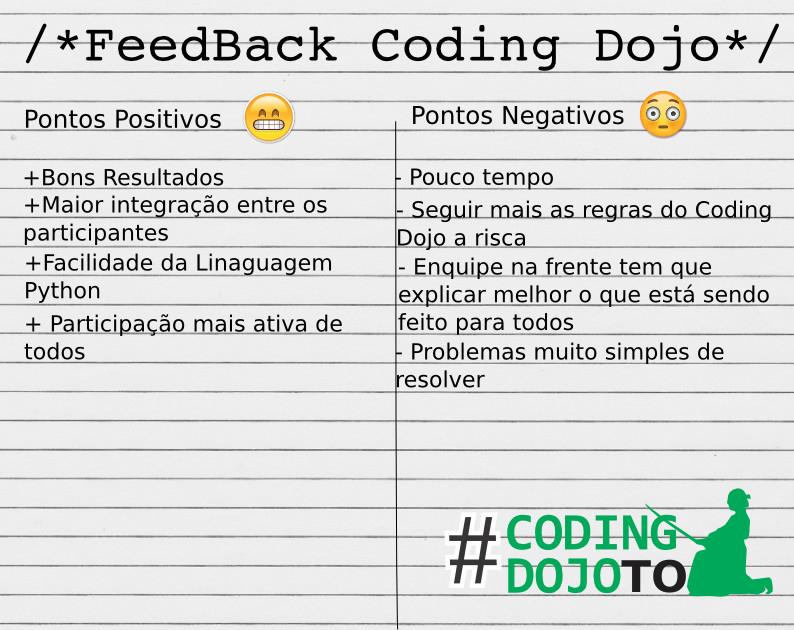 /*FeedBack Coding Dojo*/
Pontos Positivos
+Bons Resultados
+Maior integração entre os
participantes
+Facilidade da Linaguagem
Python
+ Participação mais ativa de
todos
Pontos Negativos
- Pouco tempo
- Seguir mais as regras do Coding
Dojo a risca
- Enquipe na frente tem que
explicar melhor o que está sendo
feito para todos
- Problemas muito simples de
resolver
#CODING
DOJOTO